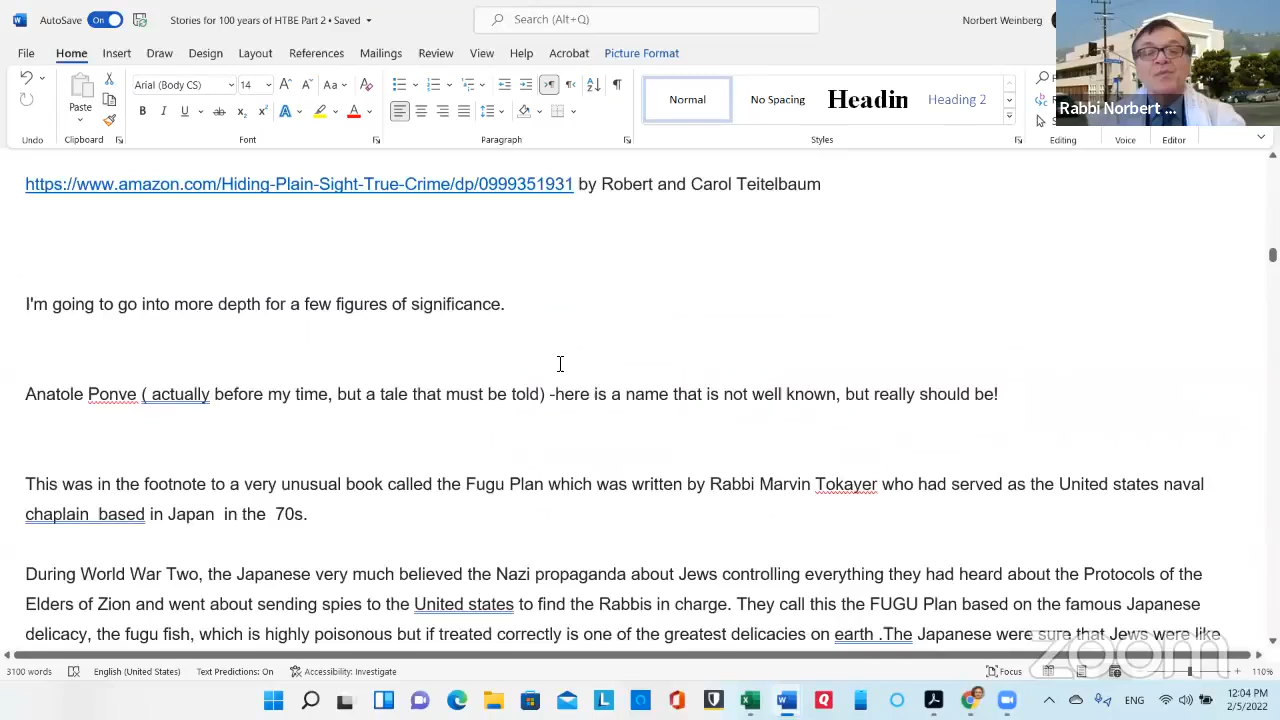 AutoSave On Stories for 100 years of HTBE Part 2 • Saved Search (Alt+Q) Norbert Weinberg
File Home Insert Draw Design Layout References Mailings Review View Help Acrobat Picture Format
Arial (Body CS) 14 Aa
Paste
Normal No Spacing Headin Heading 2
Undo Clipboard Font Paragraph Styles Editing Voice Editor
Rabbi Norbert ...
https://www.amazon.com/Hiding-Plain-Sight-True-Crime/dp/0999351931 by Robert and Carol Teitelbaum
I'm going to go into more depth for a few figures of significance.
Anatole Ponve ( actually before my time, but a tale that must be told) -here is a name that is not well known, but really should be!
This was in the footnote to a very unusual book called the Fugu Plan which was written by Rabbi Marvin Tokayer who had served as the United states naval
chaplain  based in Japan  in the  70s.
During World War Two, the Japanese very much believed the Nazi propaganda about Jews controlling everything they had heard about the Protocols of the
Elders of Zion and went about sending spies to the United states to find the Rabbis in charge. They call this the FUGU Plan based on the famous Japanese
delicacy, the fugu fish, which is highly poisonous but if treated correctly is one of the greatest delicacies on earth .The Japanese were sure that Jews were like
zoom
3100 words English (United States) Text Predictions: On Accessibility: Investigate Focus 110%
ENG 12:04 PM
2/5/2022